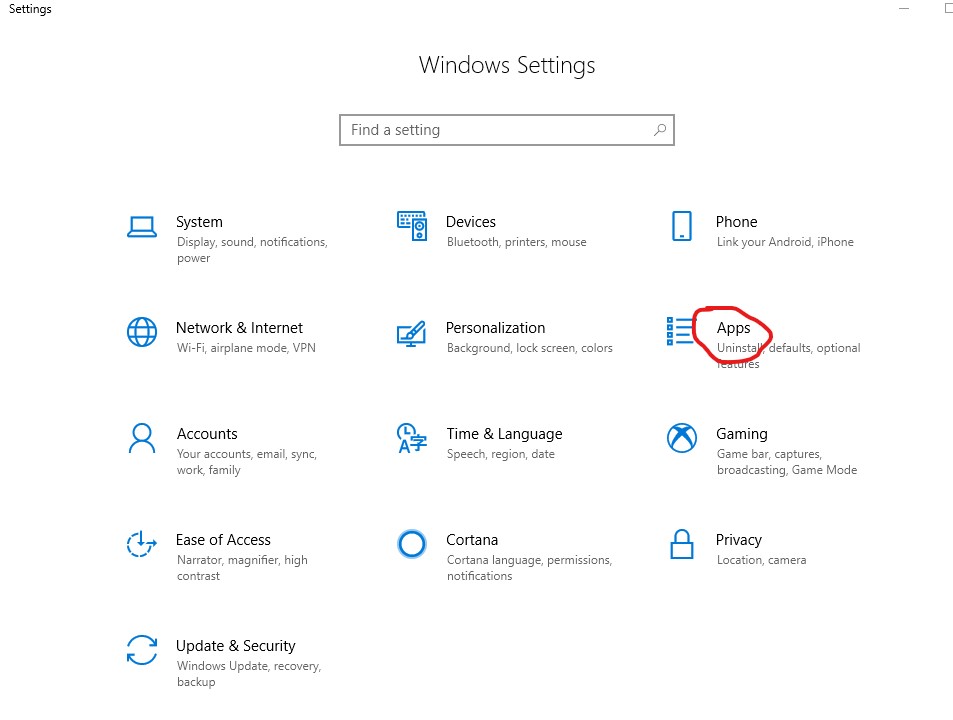 Settings
Windows Settings
Find a setting
System
Display, sound, notifications,
power
Devices
Bluetooth, printers, mouse
Phone
Link your Android, iPhone
Network & Internet
Wi-Fi, airplane mode, VPN
Personalization
Background, lock screen, colors
Apps
Uninstall, defaults, optional
features
Accounts
Your accounts, email, sync,
work, family
Time & Language
Speech, region, date
Gaming
Game bar, captures,
broadcasting, Game Mode
Ease of Access
Narrator, magnifier, high
contrast
Cortana
Cortana language, permissions,
notifications
Privacy
Location, camera
Update & Security
Windows Update, recovery,
backup